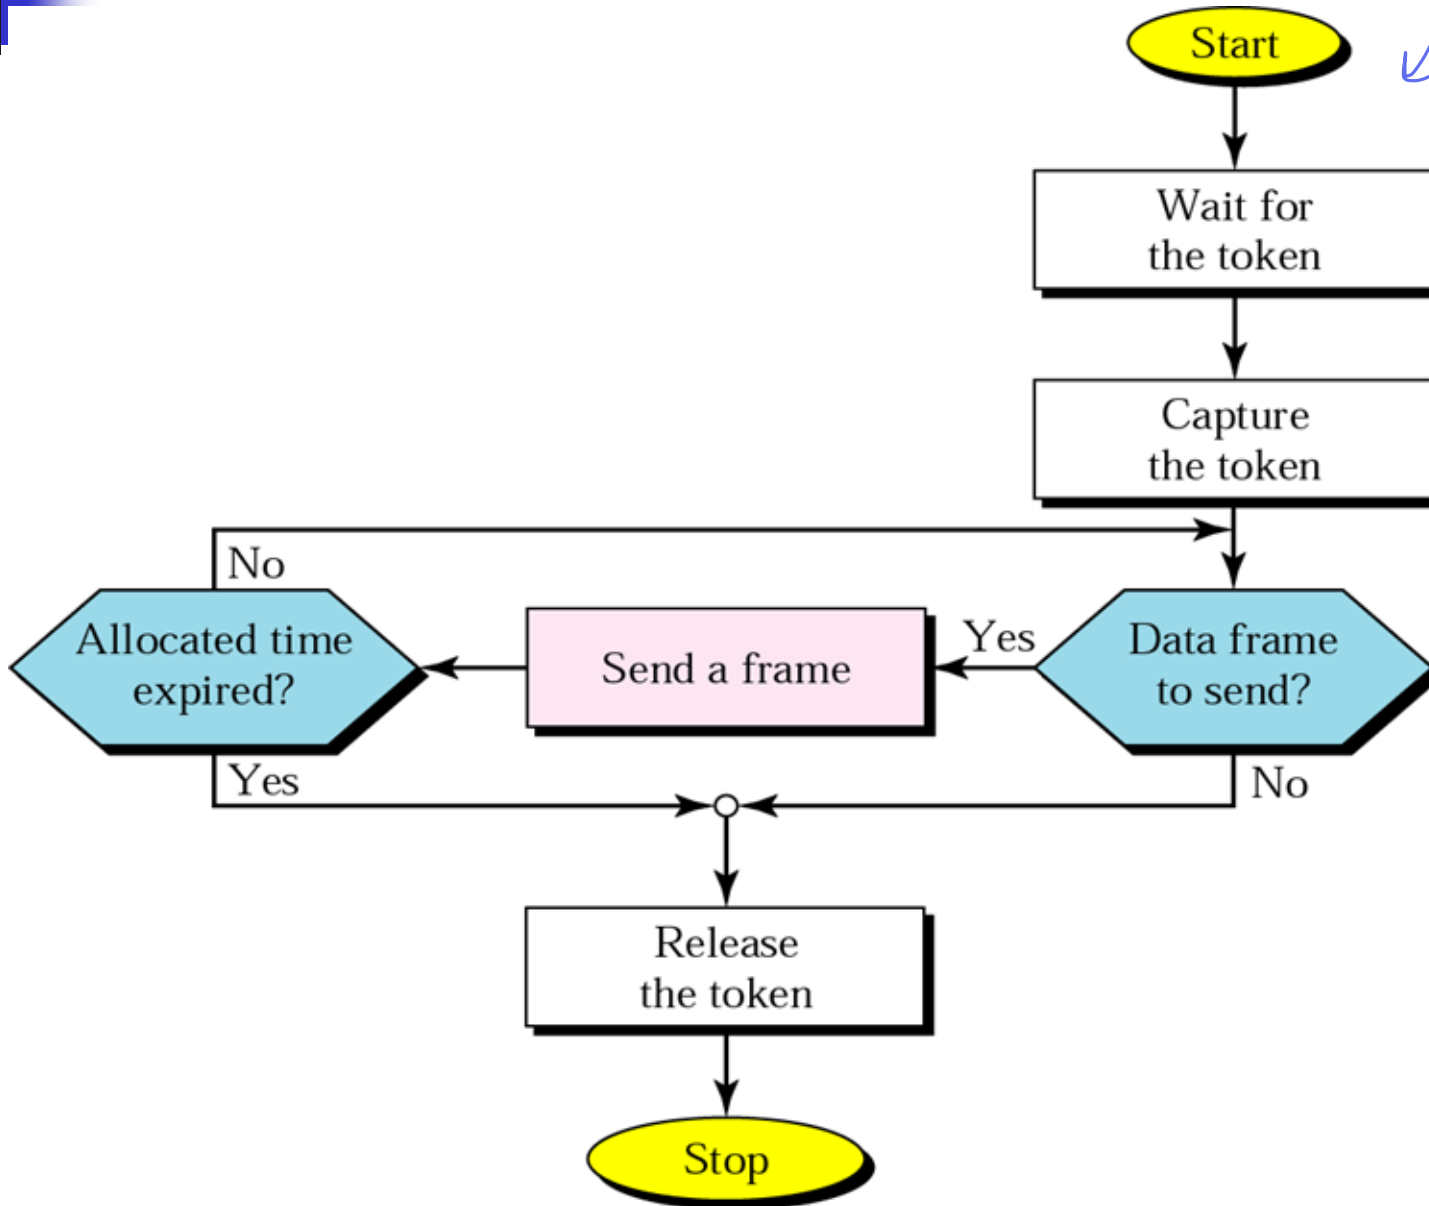 Start
Wait for
the token
Capture
the token
No
Allocated time
expired?
Send a frame
Yes
Data frame
to send?
Yes
No
Release
the token
Stop